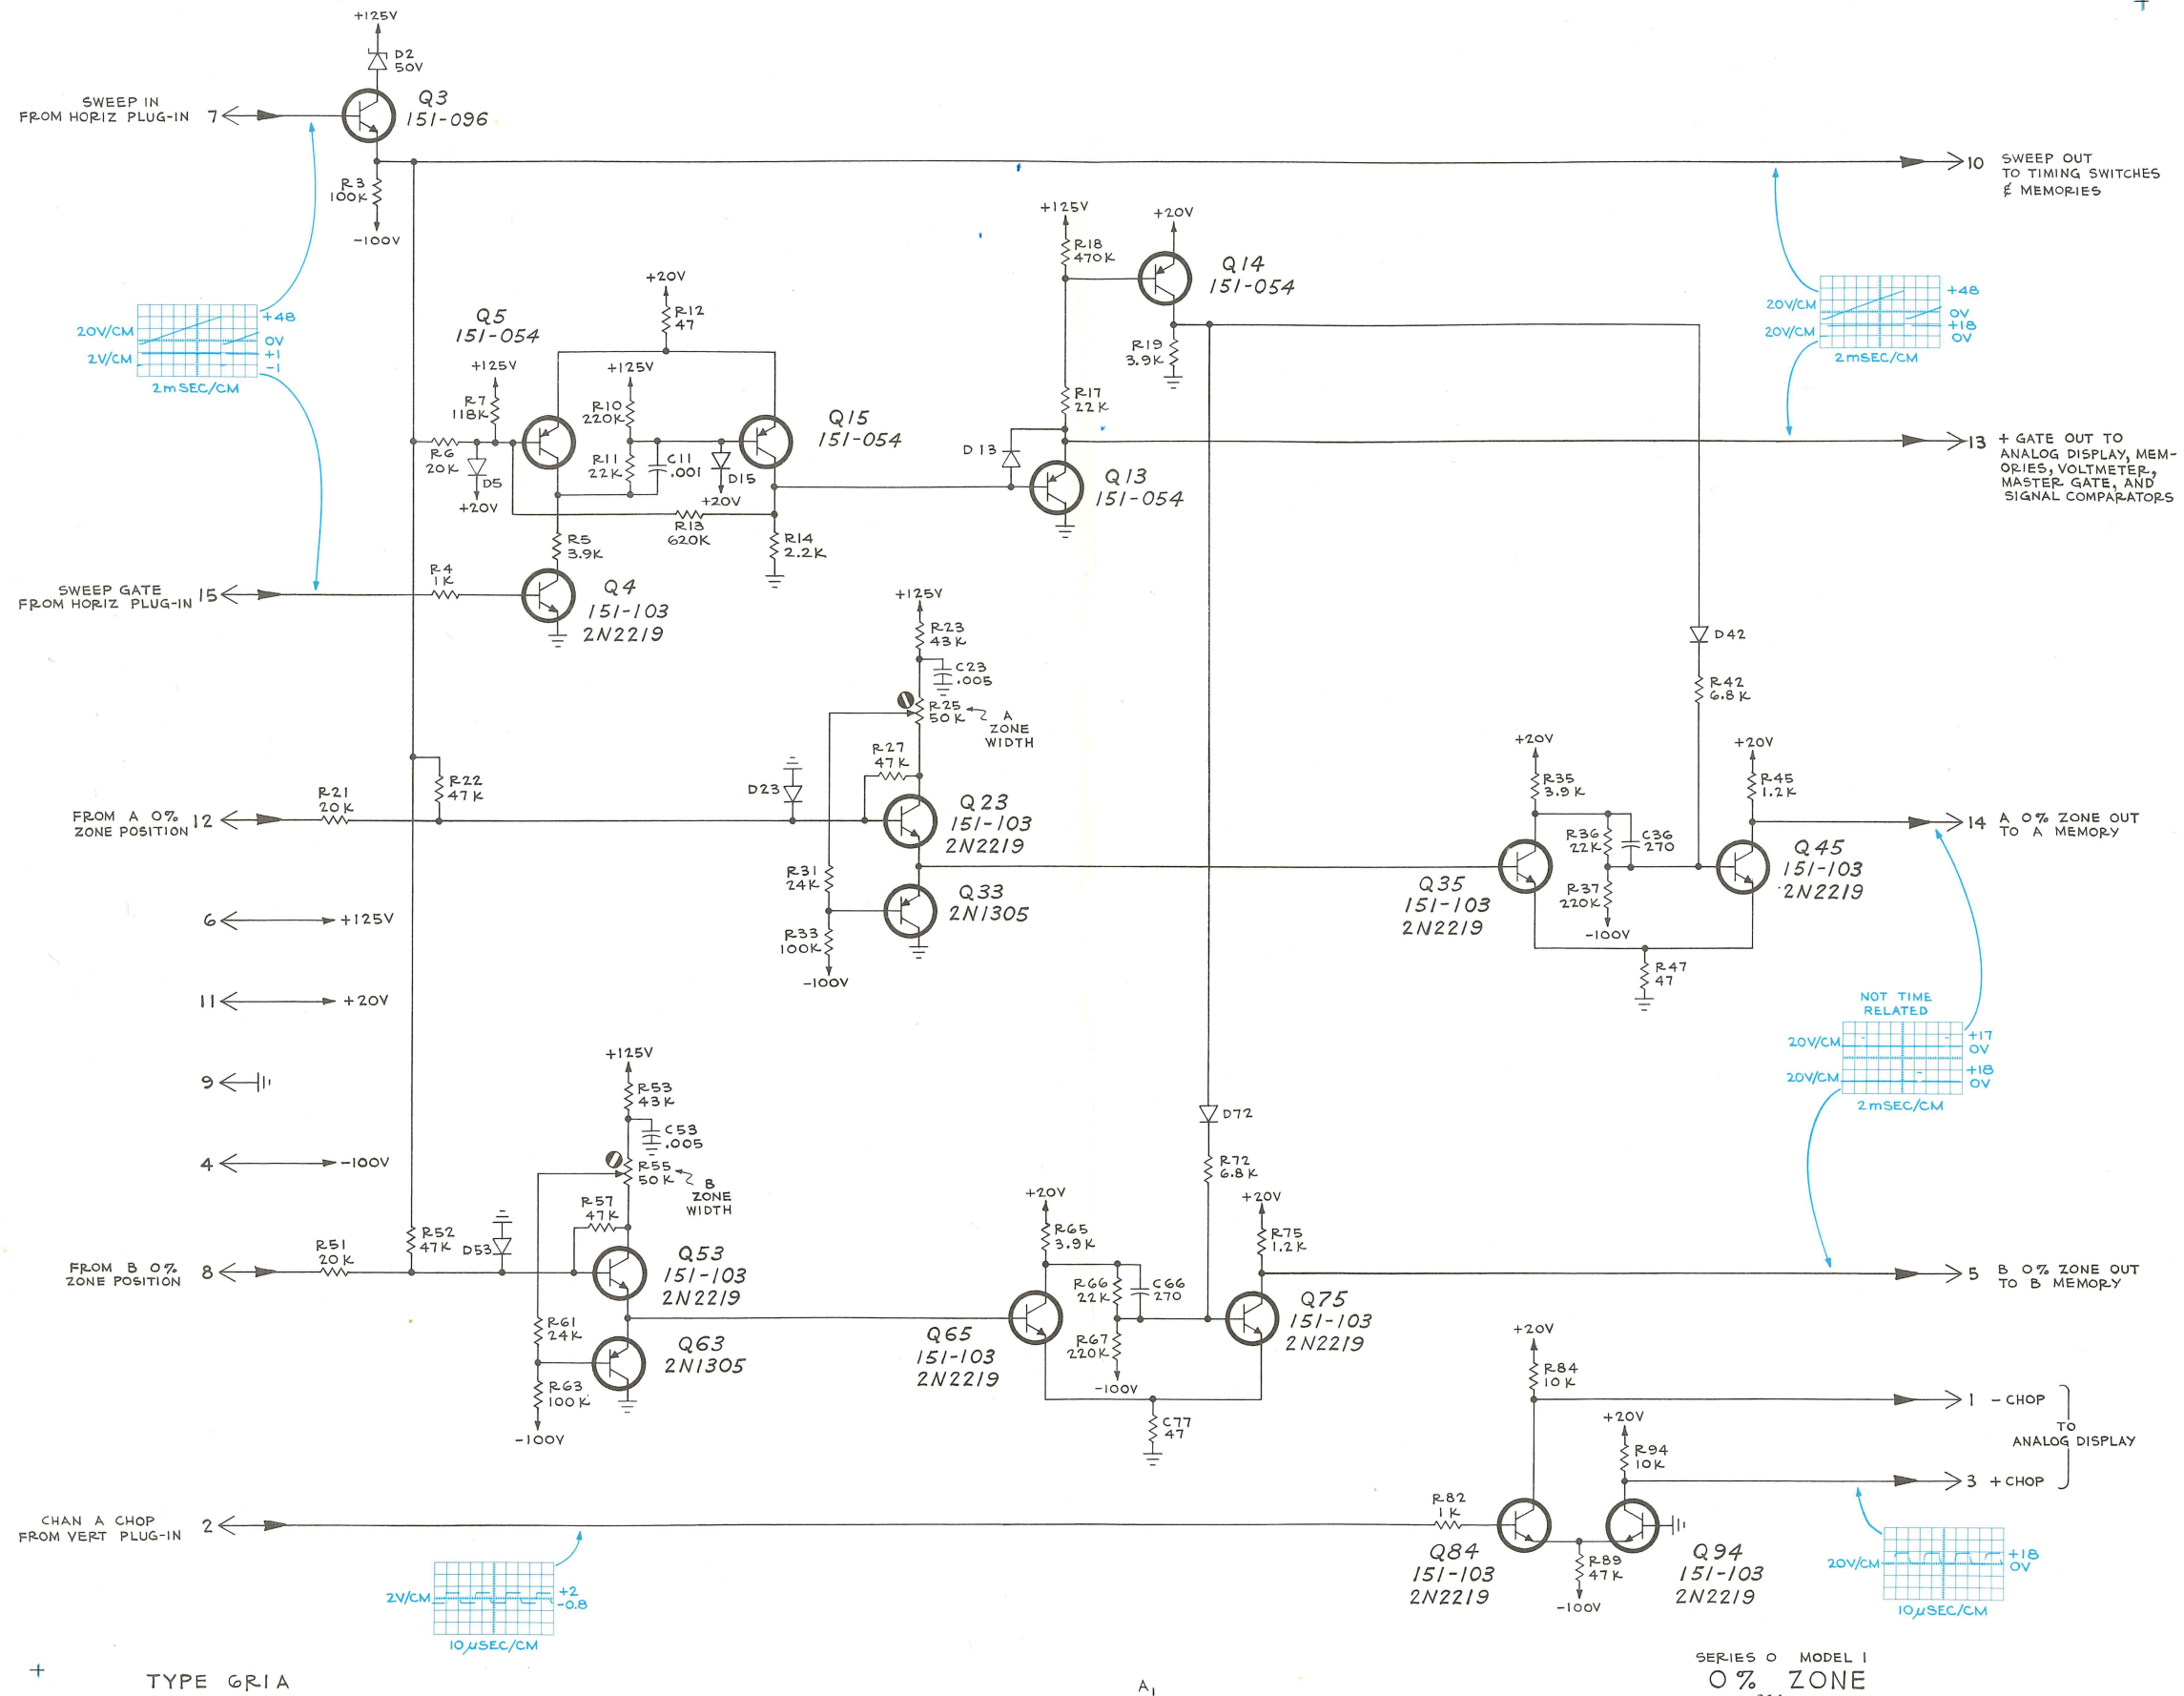 +125V
D2
50V
Q3
151-096
SWEEP IN
FROM HORIZ PLUG-IN 7
R3
100K
-100V
10 SWEEP OUT
TO TIMING SWITCHES
& MEMORIES
20V/CM
2V/CM
+48
0V
+1
-1
2mSEC/CM
Q5
151-054
+20V
R12
47
+125V
R7
118K
R6
20K
D5
+20V
+125V
R10
220K
R11
22K
C11
.001
D15
+20V
Q15
151-054
R13
620K
R14
2.2K
R5
3.9K
+125V
R18
470K
+20V
Q14
151-054
R19
3.9K
R17
22K
D13
Q13
151-054
20V/CM
20V/CM
+48
0V
+18
0V
2mSEC/CM
13 + GATE OUT TO
ANALOG DISPLAY, MEM-
ORIES, VOLTMETER,
MASTER GATE, AND
SIGNAL COMPARATORS
SWEEP GATE
FROM HORIZ PLUG-IN 15
R4
1K
Q4
151-103
2N2219
+125V
R23
43K
C23
.005
R25
50K
A
ZONE
WIDTH
R27
47K
D23
R22
47K
R21
20K
FROM A 0%
ZONE POSITION 12
Q23
151-103
2N2219
R31
24K
Q33
2N1305
R33
100K
-100V
D42
R42
6.8K
+20V
R35
3.9K
+20V
R45
1.2K
R36
22K
C36
270
R37
220K
-100V
Q35
151-103
2N2219
Q45
151-103
2N2219
R47
47
14 A 0% ZONE OUT
TO A MEMORY
6 +125V
11 +20V
9
4 -100V
NOT TIME
RELATED
20V/CM
20V/CM
+17
0V
+18
0V
2mSEC/CM
+125V
R53
43K
C53
.005
R55
50K
B
ZONE
WIDTH
R57
47K
D53
R52
47K
R51
20K
FROM B 0%
ZONE POSITION 8
Q53
151-103
2N2219
R61
24K
Q63
2N1305
R63
100K
-100V
D72
R72
6.8K
+20V
R65
3.9K
+20V
R75
1.2K
R66
22K
C66
270
R67
220K
-100V
Q65
151-103
2N2219
Q75
151-103
2N2219
C77
47
5 B 0% ZONE OUT
TO B MEMORY
+20V
R84
10K
1 - CHOP
+20V
R94
10K
3 + CHOP
TO
ANALOG DISPLAY
CHAN A CHOP
FROM VERT PLUG-IN 2
R82
1K
Q84
151-103
2N2219
R89
47K
-100V
Q94
151-103
2N2219
2V/CM
+2
-0.8
10µSEC/CM
20V/CM
+18
0V
10µSEC/CM
TYPE 6R1A
A1
SERIES 0 MODEL 1
0% ZONE